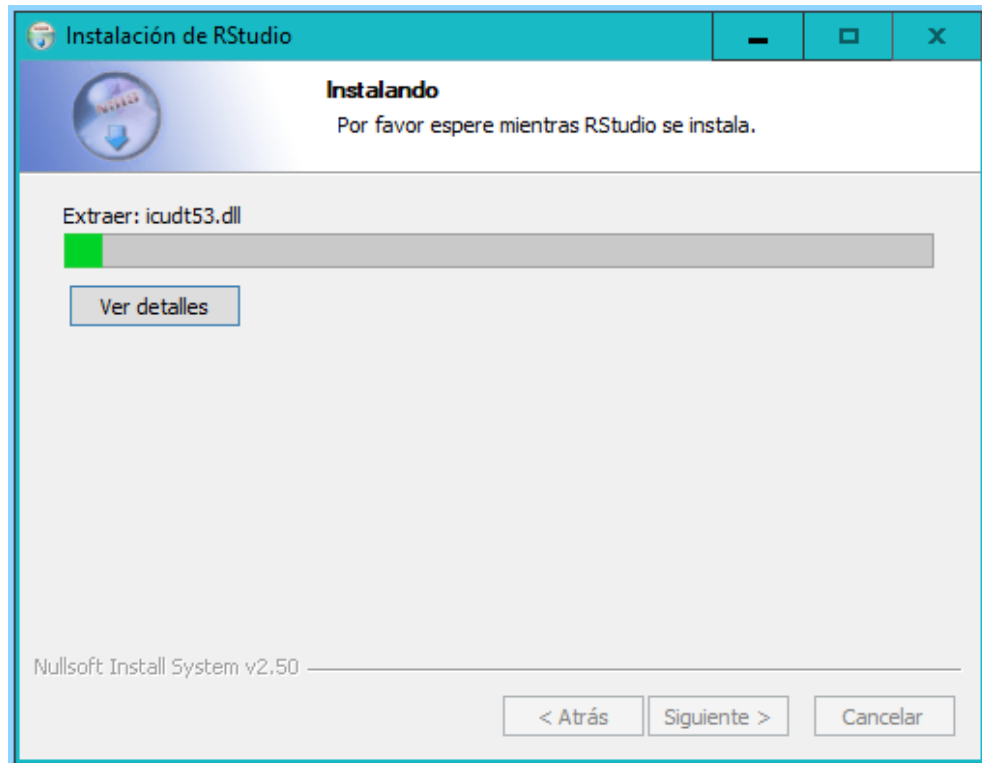 Instalación de RStudio
Instalando
Por favor espere mientras RStudio se instala.
Extraer: icudt53.dll
Ver detalles
Nullsoft Install System v2.50
< Atrás
Siguiente >
Cancelar